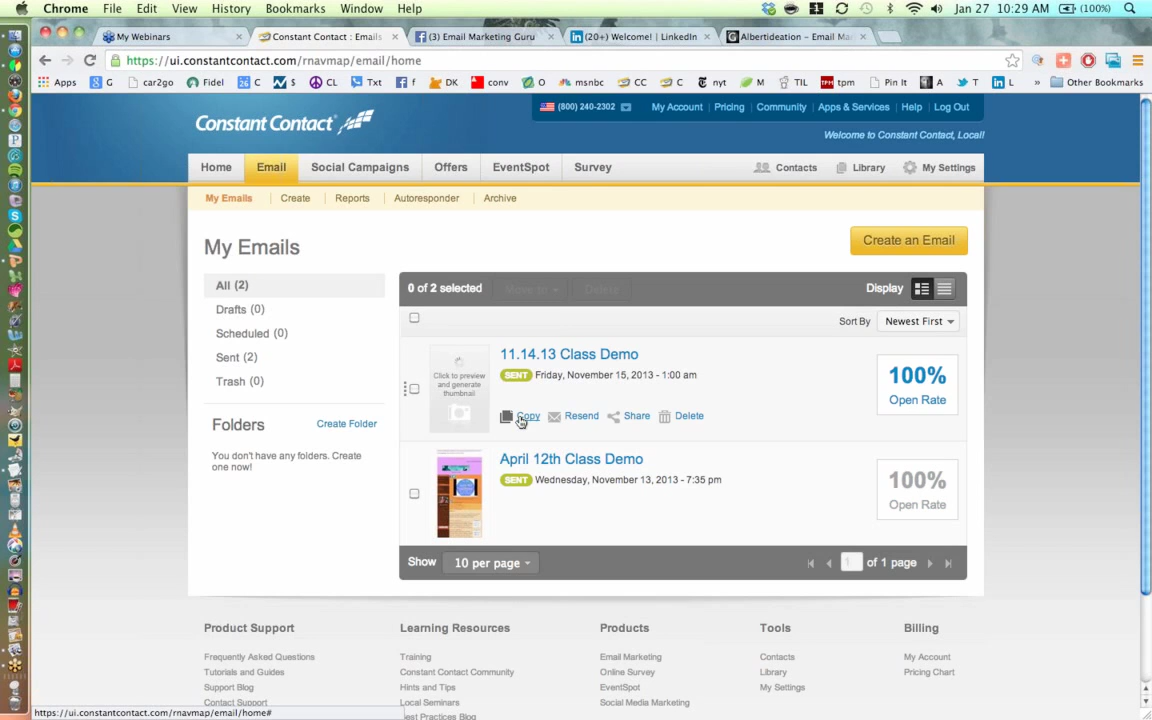 Chrome File Edit View History Bookmarks Window Help Jan 27 10:29 AM (100%)
My Webinars Constant Contact : Emails (3) Email Marketing Guru (20+) Welcome! | LinkedIn Albertideation – Email Ma
https://ui.constantcontact.com/rnavmap/email/home
Apps G car2go Fidel C $ CL Txt f DK conv O msnbc CC C nyt M TIL tpm Pin It A T L » Other Bookmarks
Constant Contact
(800) 240-2302 My Account Pricing Community Apps & Services Help Log Out
Welcome to Constant Contact, Local!
Home Email Social Campaigns Offers EventSpot Survey Contacts Library My Settings
My Emails Create Reports Autoresponder Archive
My Emails
Create an Email
All (2)
Drafts (0)
Scheduled (0)
Sent (2)
Trash (0)
Folders Create Folder
You don't have any folders. Create
one now!
0 of 2 selected Move to Delete Display
Sort By Newest First
Click to preview
and generate
thumbnail
11.14.13 Class Demo
SENT Friday, November 15, 2013 - 1:00 am
Copy Resend Share Delete
100%
Open Rate
April 12th Class Demo
SENT Wednesday, November 13, 2013 - 7:35 pm
100%
Open Rate
Show 10 per page 1 of 1 page
Product Support Learning Resources Products Tools Billing
Frequently Asked Questions Training Email Marketing Contacts My Account
Tutorials and Guides Constant Contact Community Online Survey Library Pricing Chart
Support Blog Hints and Tips EventSpot My Settings
Contact Support Local Seminars Social Media Marketing
est Practices Blog
https://ui.constantcontact.com/rnavmap/email/home#